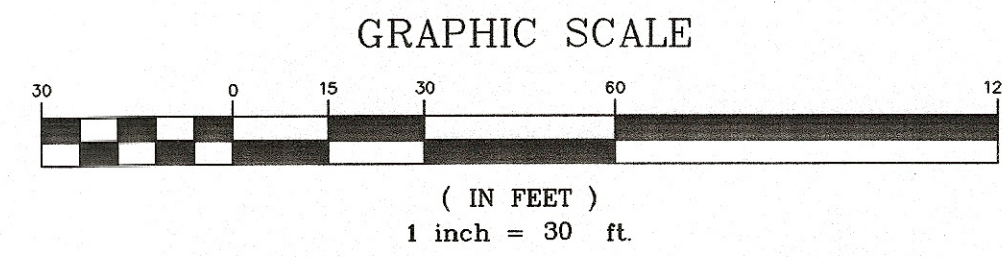 GRAPHIC SCALE
30 0 15 30 60 12
( IN FEET )
1 inch = 30 ft.